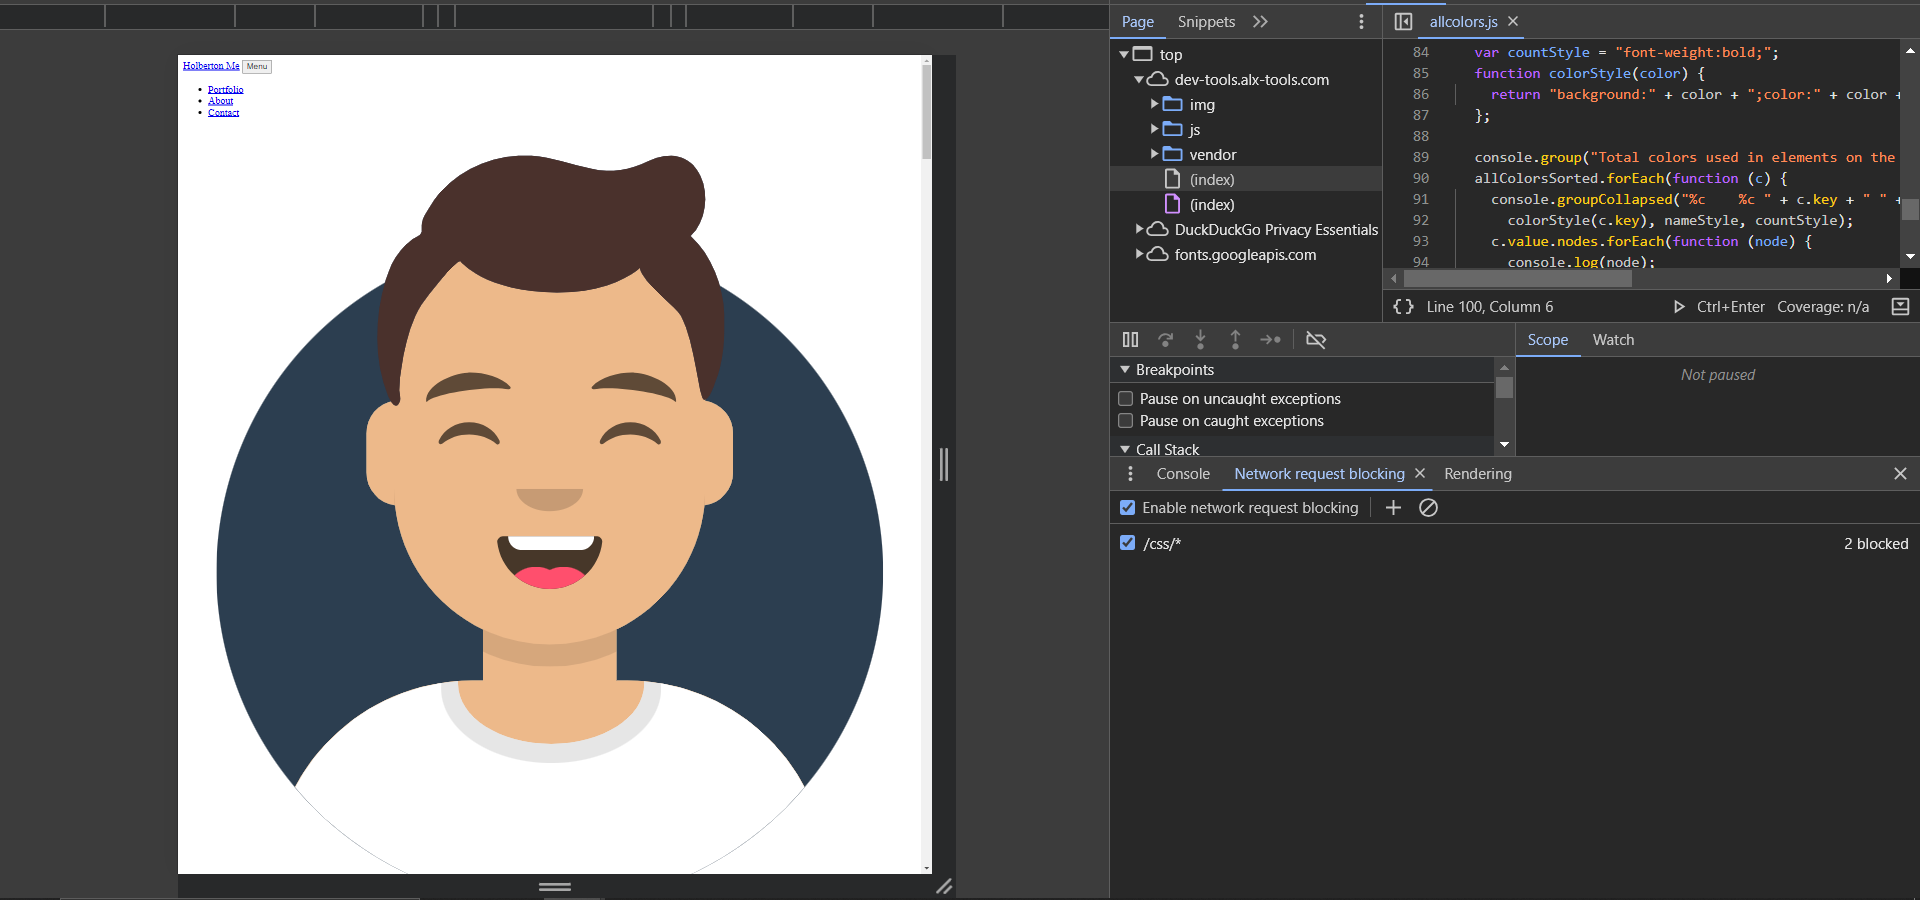 Holberton Me Menu
Portfolio
About
Contact
Page Snippets
top
dev-tools.alx-tools.com
img
js
vendor
(index)
(index)
DuckDuckGo Privacy Essentials
fonts.googleapis.com
allcolors.js
84 var countStyle = "font-weight:bold;";
85 function colorStyle(color) {
86 return "background:" + color + ";color:" + color +
87 };
88
89 console.group("Total colors used in elements on the
90 allColorsSorted.forEach(function (c) {
91 console.groupCollapsed("%c    %c " + c.key + " " +
92 colorStyle(c.key), nameStyle, countStyle);
93 c.value.nodes.forEach(function (node) {
94 console.log(node);
{} Line 100, Column 6 Ctrl+Enter Coverage: n/a
Breakpoints
Pause on uncaught exceptions
Pause on caught exceptions
Call Stack
Scope Watch
Not paused
Console Network request blocking Rendering
Enable network request blocking
/css/* 2 blocked